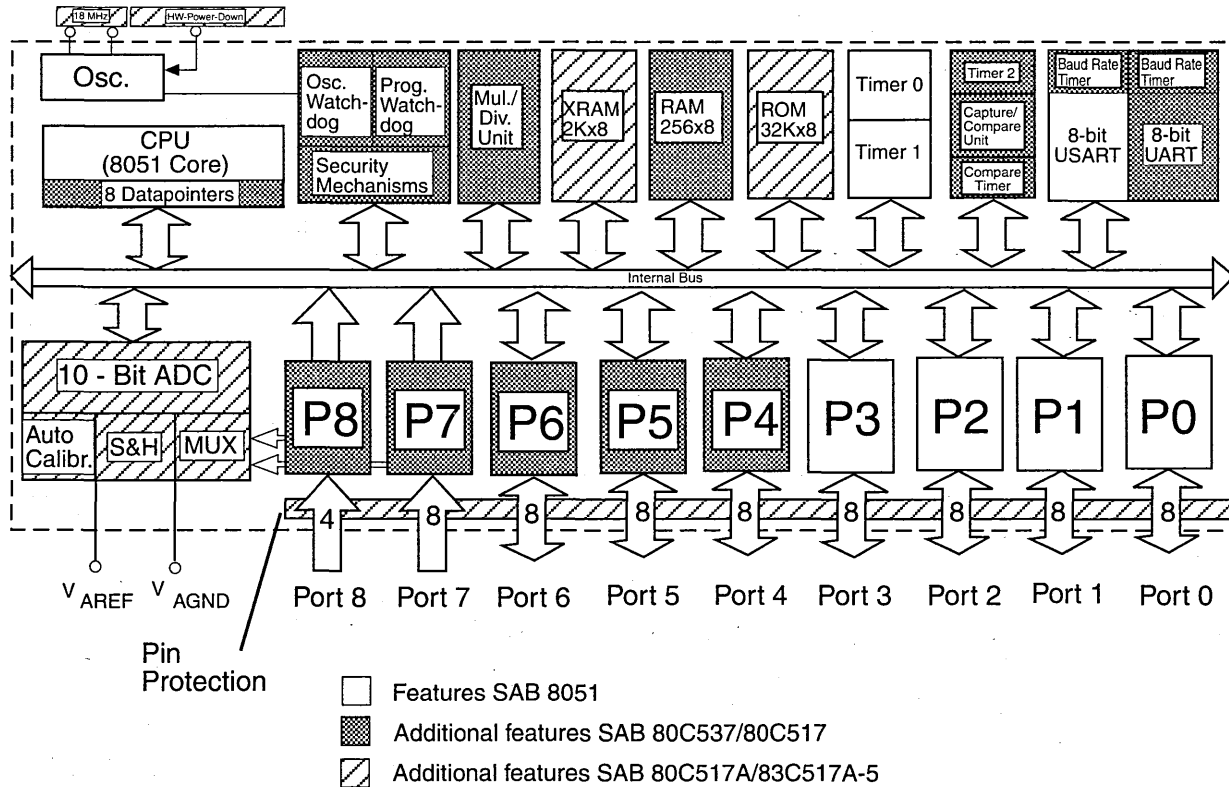 18 MHz
HW-Power-Down
Osc.
CPU
(8051 Core)
8 Datapointers
Osc.
Watch-
dog
Prog.
Watch-
dog
Security
Mechanisms
Mul./
Div.
Unit
XRAM
2Kx8
RAM
256x8
ROM
32Kx8
Timer 0
Timer 1
Timer 2
Capture/
Compare
Unit
Compare
Timer
Baud Rate
Timer
8-bit
USART
Baud Rate
Timer
8-bit
UART
Internal Bus
10 - Bit ADC
Auto
Calibr.
S&H
MUX
P8
P7
P6
P5
P4
P3
P2
P1
P0
4
8
8
8
8
8
8
8
8
V AREF
V AGND
Port 8
Port 7
Port 6
Port 5
Port 4
Port 3
Port 2
Port 1
Port 0
Pin
Protection
Features SAB 8051
Additional features SAB 80C537/80C517
Additional features SAB 80C517A/83C517A-5